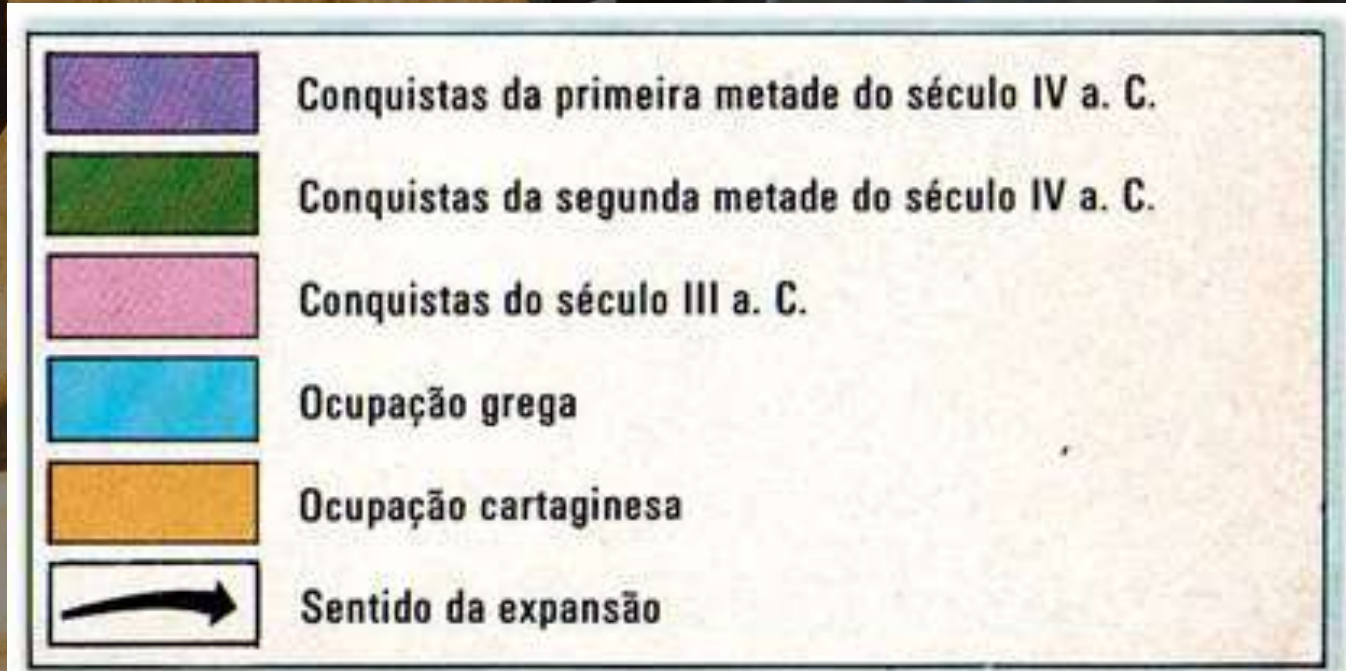 Conquistas da primeira metade do século IV a. C.
Conquistas da segunda metade do século IV a. C.
Conquistas do século III a. C.
Ocupação grega
Ocupação cartaginesa
Sentido da expansão